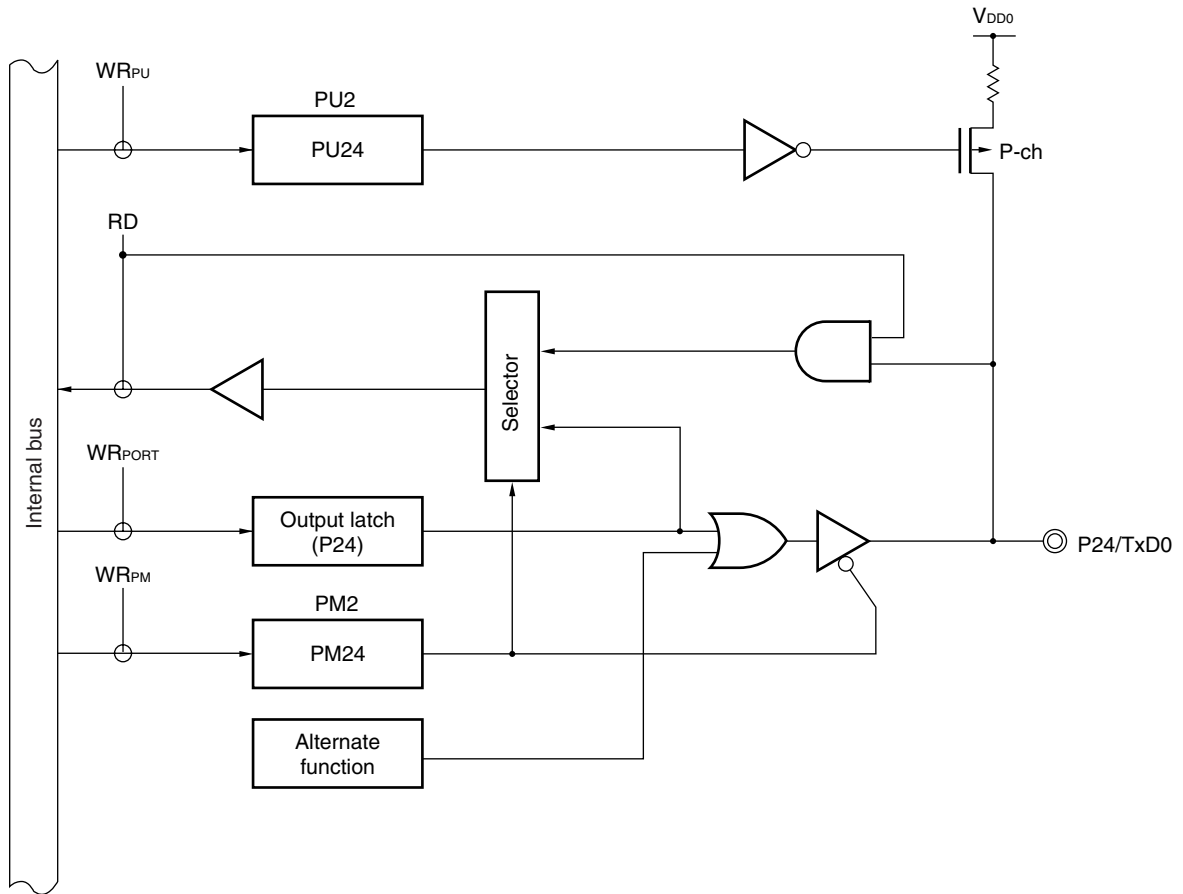 VDD0
WRPU
PU2
PU24
P-ch
RD
Selector
Internal bus
WRPORT
Output latch
(P24)
P24/TxD0
WRPM
PM2
PM24
Alternate
function